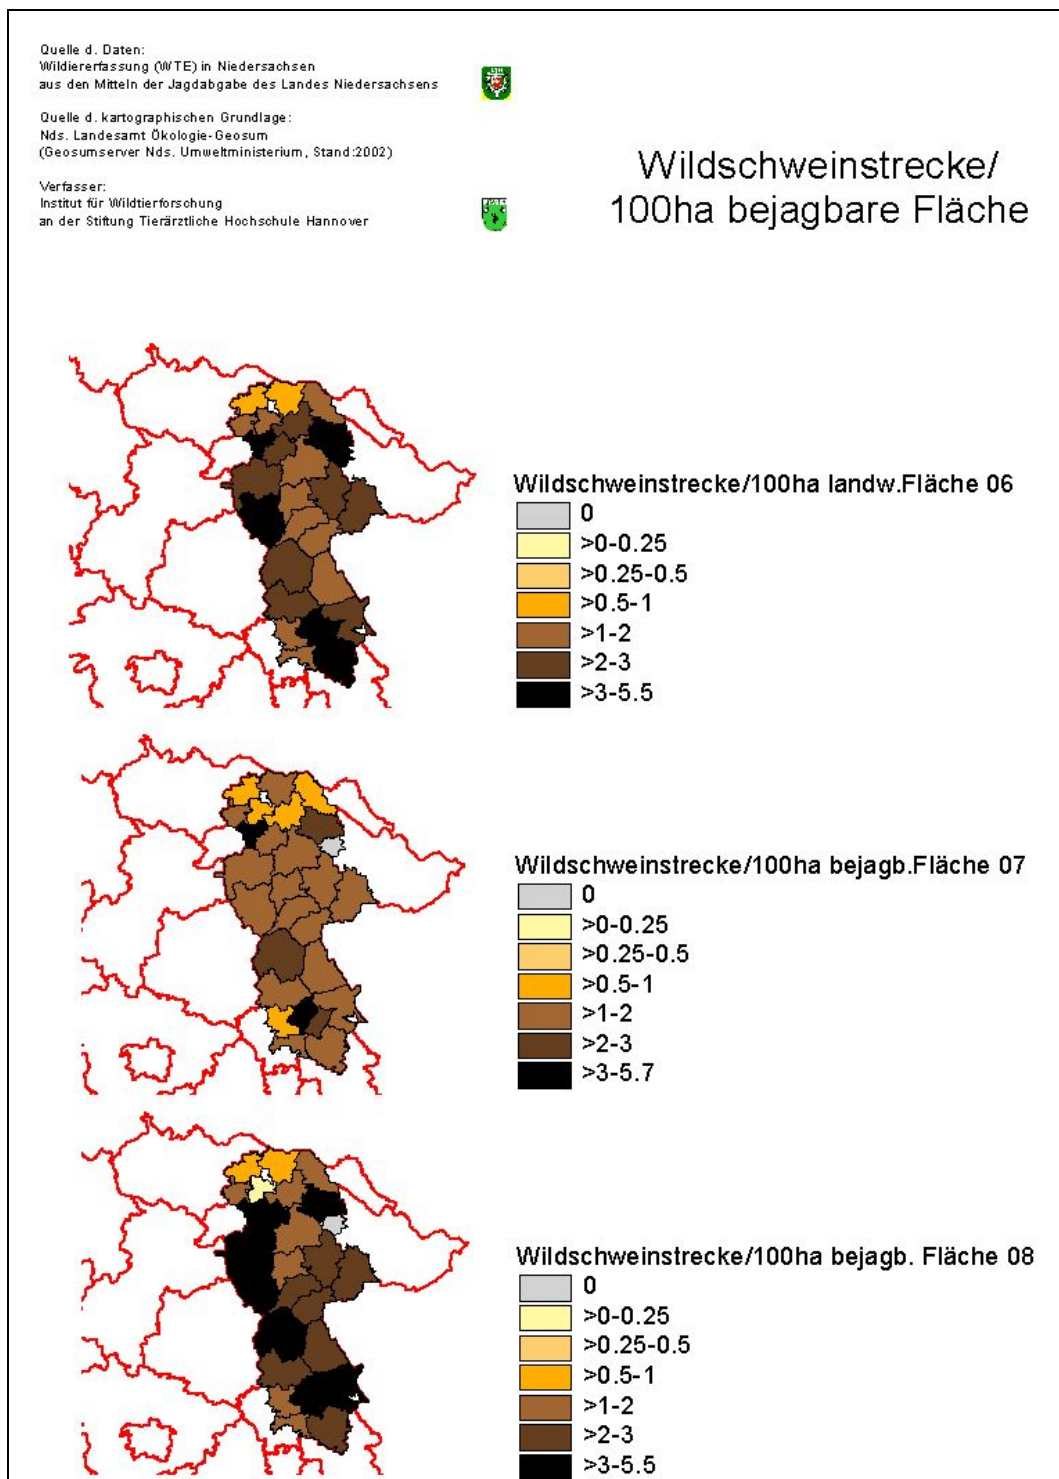 Quelle d. Daten:
Wildiererfassung (WTE) in Niedersachsen
aus den Mitteln der Jagdabgabe des Landes Niedersachsens
Quelle d. kartographischen Grundlage:
Nds. Landesamt Ökologie-Geosum
(Geosumserver Nds. Umweltministerium, Stand:2002)
Verfasser:
Institut für Wildtierforschung
an der Stiftung Tierärztliche Hochschule Hannover
Wildschweinstrecke/
100ha bejagbare Fläche
Wildschweinstrecke/100ha landw.Fläche 06
0
>0-0.25
>0.25-0.5
>0.5-1
>1-2
>2-3
>3-5.5
Wildschweinstrecke/100ha bejagb.Fläche 07
0
>0-0.25
>0.25-0.5
>0.5-1
>1-2
>2-3
>3-5.7
Wildschweinstrecke/100ha bejagb. Fläche 08
0
>0-0.25
>0.25-0.5
>0.5-1
>1-2
>2-3
>3-5.5